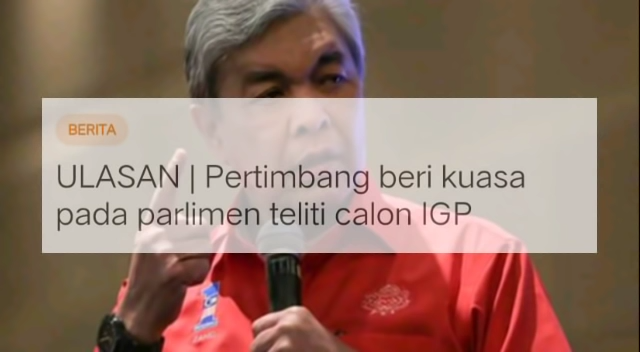 BERITA
ULASAN | Pertimbang beri kuasa
pada parlimen teliti calon IGP